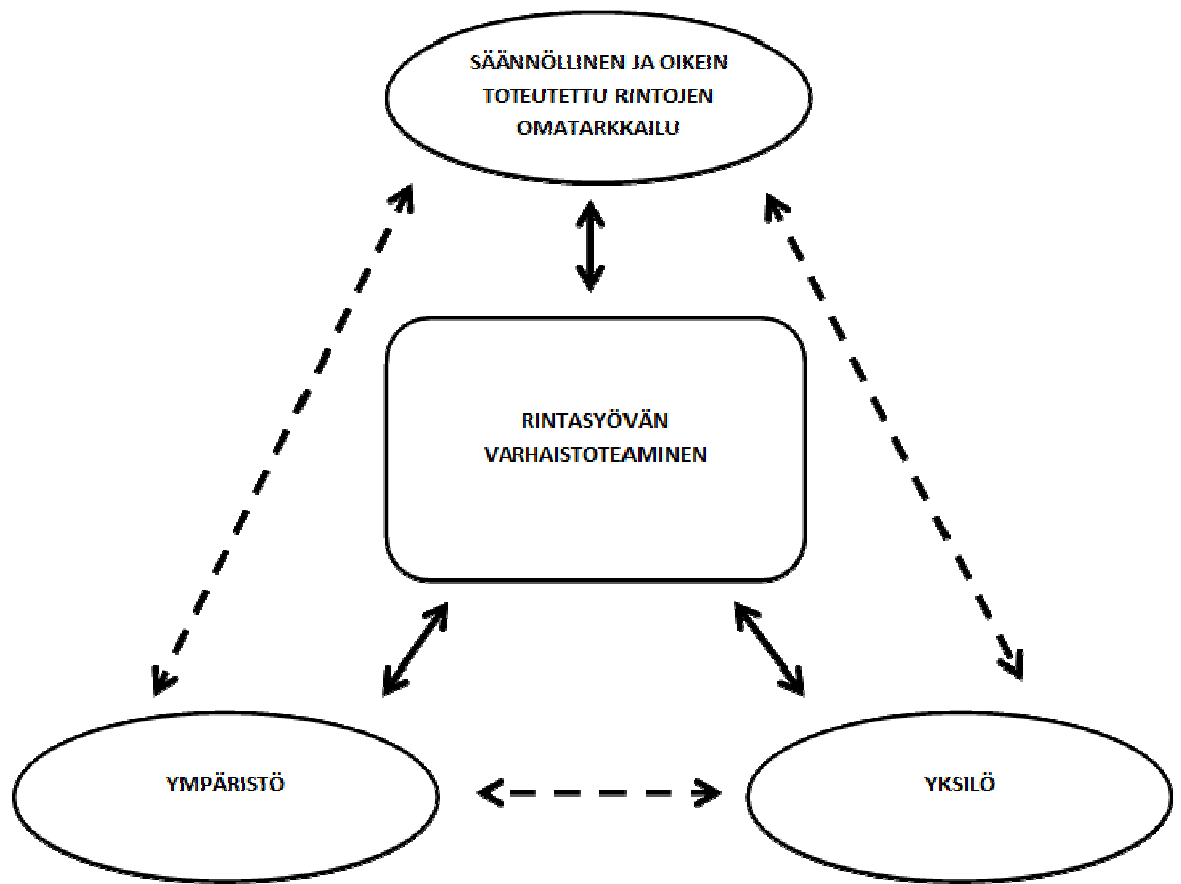 SÄÄNNÖLLINEN JA OIKEIN
TOTEUTETTU RINTOJEN
OMATARKKAILU
RINTASYÖVÄN
VARHAISTOTEAMINEN
YMPÄRISTÖ
YKSILÖ